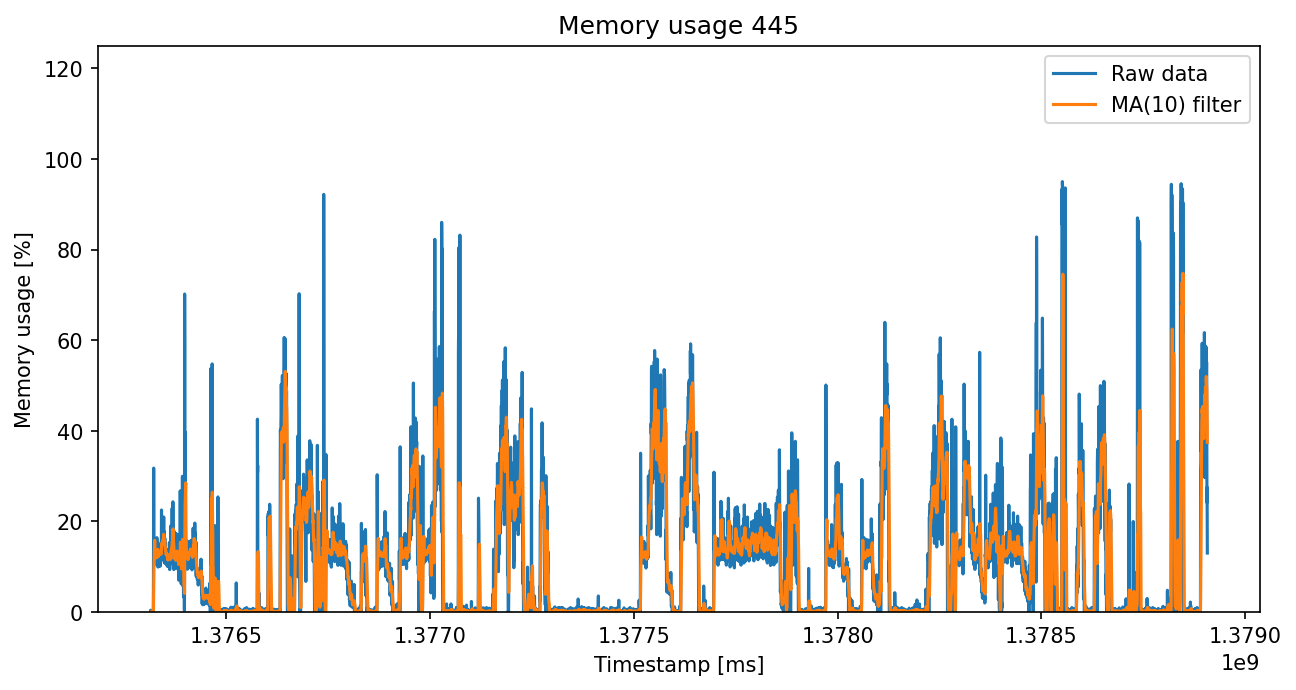 Memory usage 445
Raw data
MA(10) filter
Memory usage [%]
120
100
80
60
40
20
0
1.3765 1.3770 1.3775 1.3780 1.3785 1.3790
1e9
Timestamp [ms]